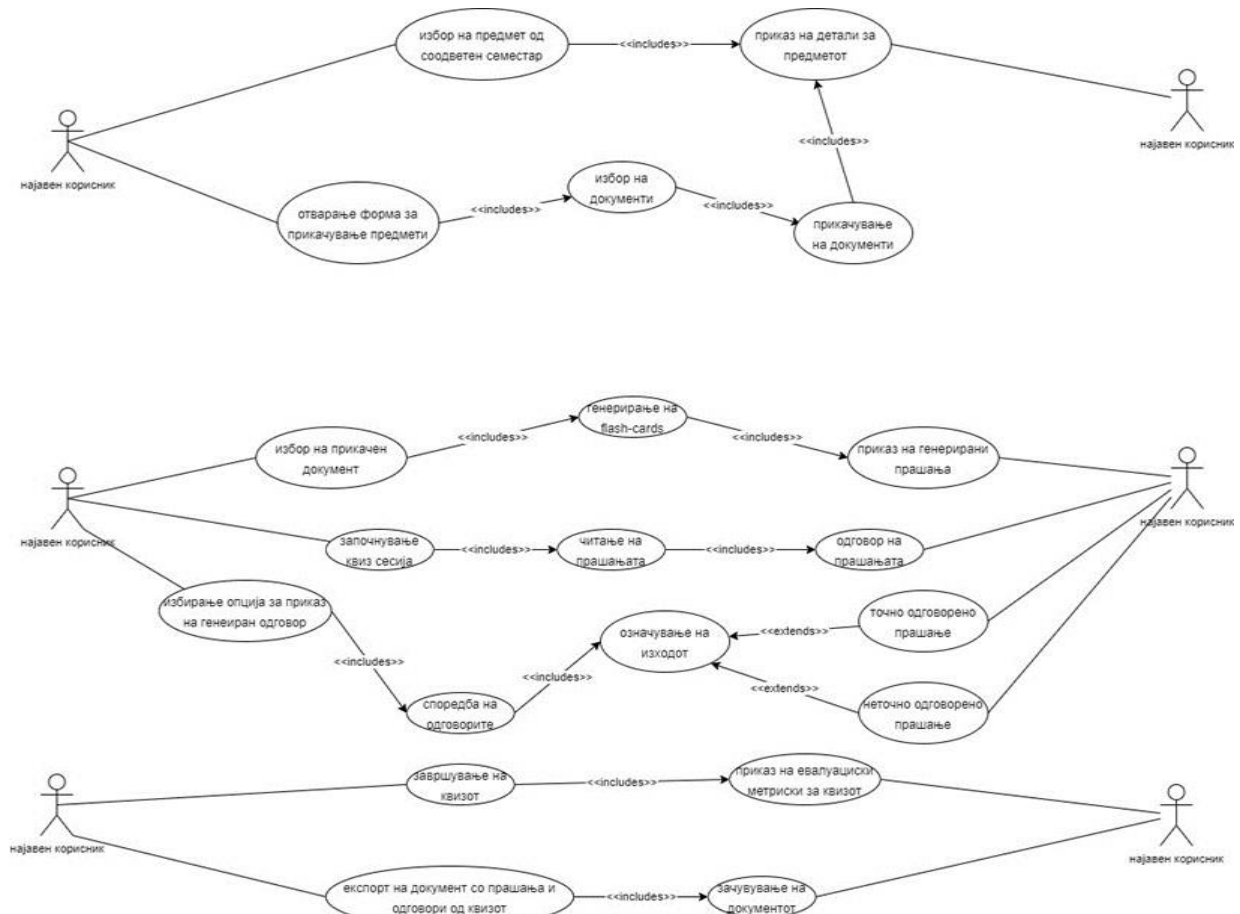 избор на предмет од
соодветен семестар
<<includes>>
приказ на детали за
предметот
најавен корисник
најавен корисник
<<includes>>
отварање форма за
прикачување предмети
<<includes>>
избор на
документи
<<includes>>
прикачување
на документи
избор на прикачен
документ
<<includes>>
генерирање на
flash-cards
<<includes>>
приказ на генерирани
прашања
најавен корисник
најавен корисник
започнување
квиз сесија
<<includes>>
читање на
прашањата
<<includes>>
одговор на
прашањата
избирање опција за приказ
на генеиран одговор
<<includes>>
споредба на
одговорите
<<includes>>
означување на
изходот
<<extends>>
точно одговорено
прашање
<<extends>>
неточно одговорено
прашање
најавен корисник
најавен корисник
завршување на
квизот
<<includes>>
приказ на евалуациски
метриски за квизот
експорт на документ со прашања и
одговори од квизот
<<includes>>
зачувување на
документот